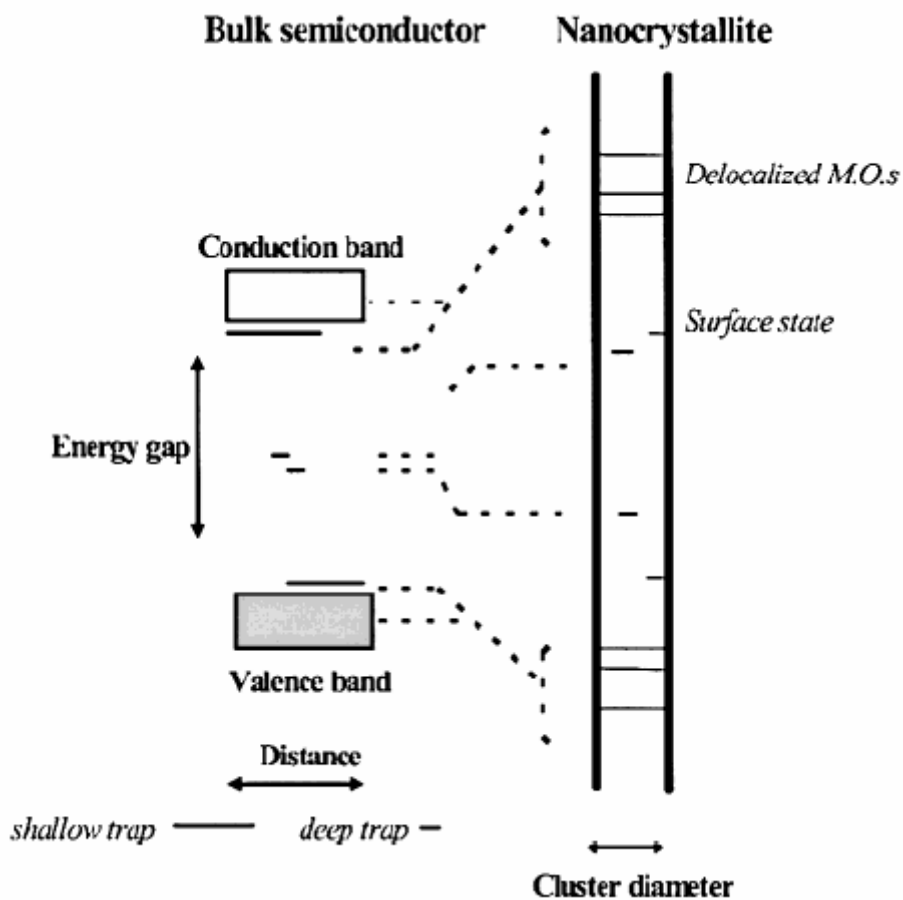 Bulk semiconductor
Nanocrystallite
Delocalized M.O.s
Conduction band
Surface state
Energy gap
Valence band
Distance
shallow trap
deep trap
Cluster diameter